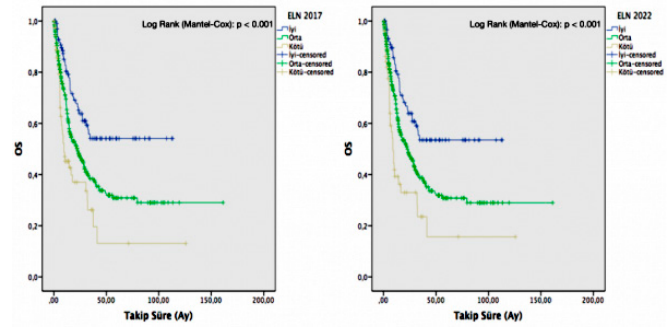 Log Rank (Mantel-Cox): p < 0.001
ELN 2017
İyi
Orta
Kötü
İyi-censored
Orta-censored
Kötü-censored
1,0
0,8
0,6
0,4
0,2
0,0
OS
,00
50,00
100,00
150,00
200,00
Takip Süre (Ay)
Log Rank (Mantel-Cox): p < 0.001
ELN 2022
İyi
Orta
Kötü
İyi-censored
Orta-censored
Kötü-censored
1,0
0,8
0,6
0,4
0,2
0,0
OS
,00
50,00
100,00
150,00
200,00
Takip Süre (Ay)